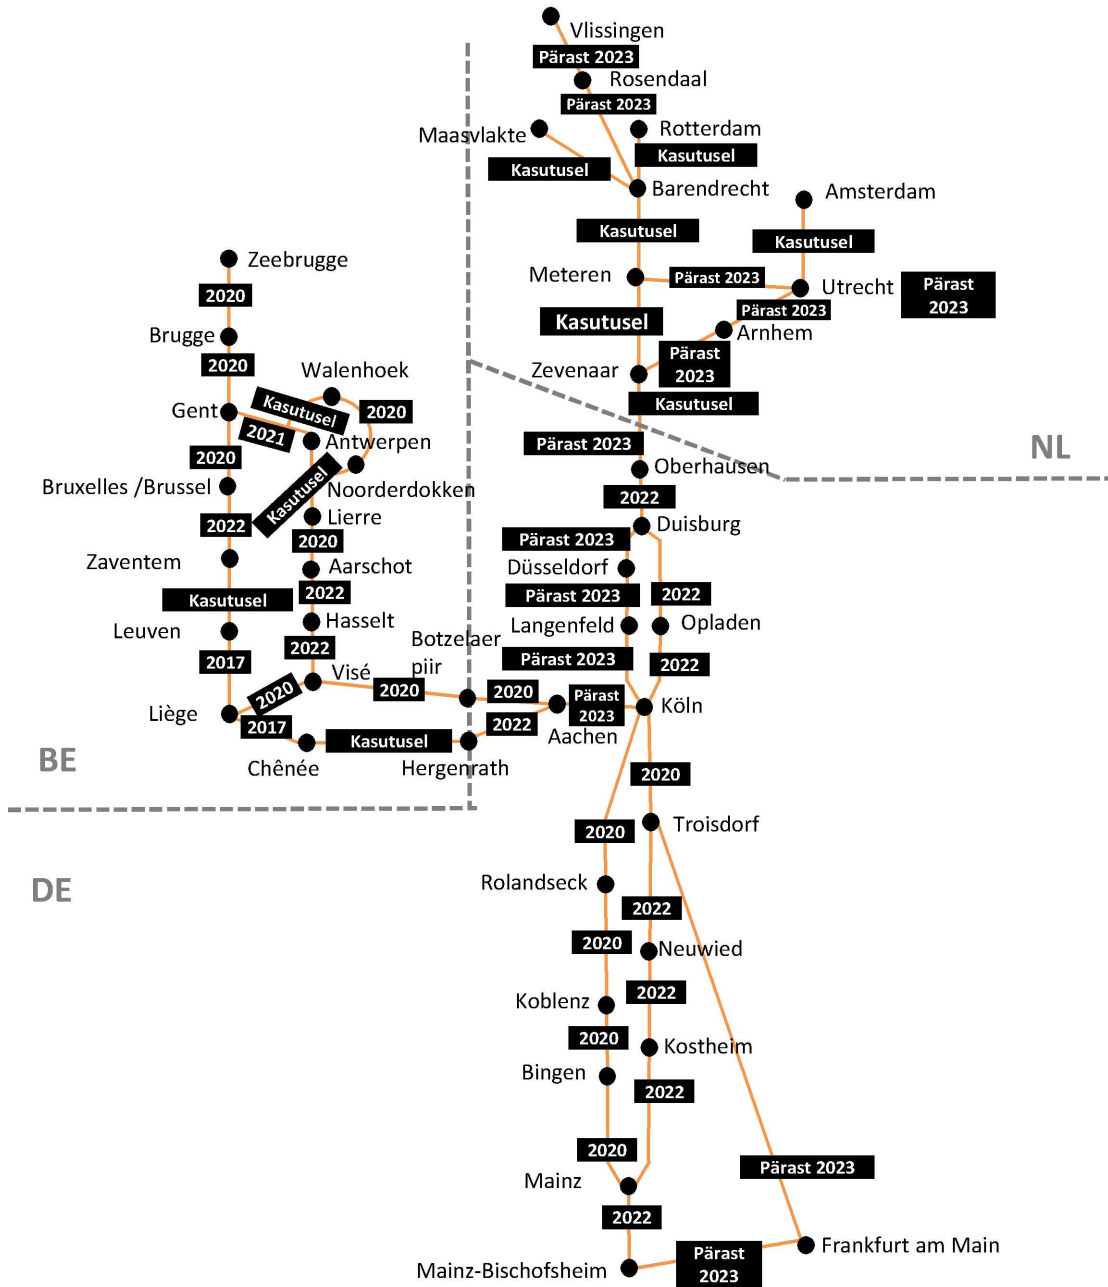 Vlissingen
Pärast 2023
Rosendaal
Pärast 2023
Maasvlakte
Rotterdam
Kasutusel
Kasutusel
Barendrecht
Amsterdam
Kasutusel
Kasutusel
Zeebrugge
Meteren
Pärast 2023
Utrecht
Pärast
2023
2020
Pärast 2023
Kasutusel
Arnhem
Brugge
Pärast
2023
Zevenaar
2020
Walenhoek
Kasutusel
Gent
Kasutusel
2020
2021
Antwerpen
Pärast 2023
NL
2020
Oberhausen
Bruxelles /Brussel
Kasutusel
Noorderdokken
2022
Lierre
2022
Duisburg
2020
Pärast 2023
Zaventem
Aarschot
Düsseldorf
Kasutusel
2022
Pärast 2023
2022
Leuven
Hasselt
Langenfeld
Opladen
2017
2022
Botzelaer
piir
Pärast 2023
2022
Visé
2020
2020
2020
Pärast
2023
Liège
Köln
2017
2022
Aachen
Kasutusel
Chênée
Hergenrath
BE
2020
2020
Troisdorf
DE
Rolandseck
2022
2020
Neuwied
2022
Koblenz
2020
Kostheim
Bingen
2022
2020
Pärast 2023
Mainz
2022
Pärast
2023
Frankfurt am Main
Mainz-Bischofsheim